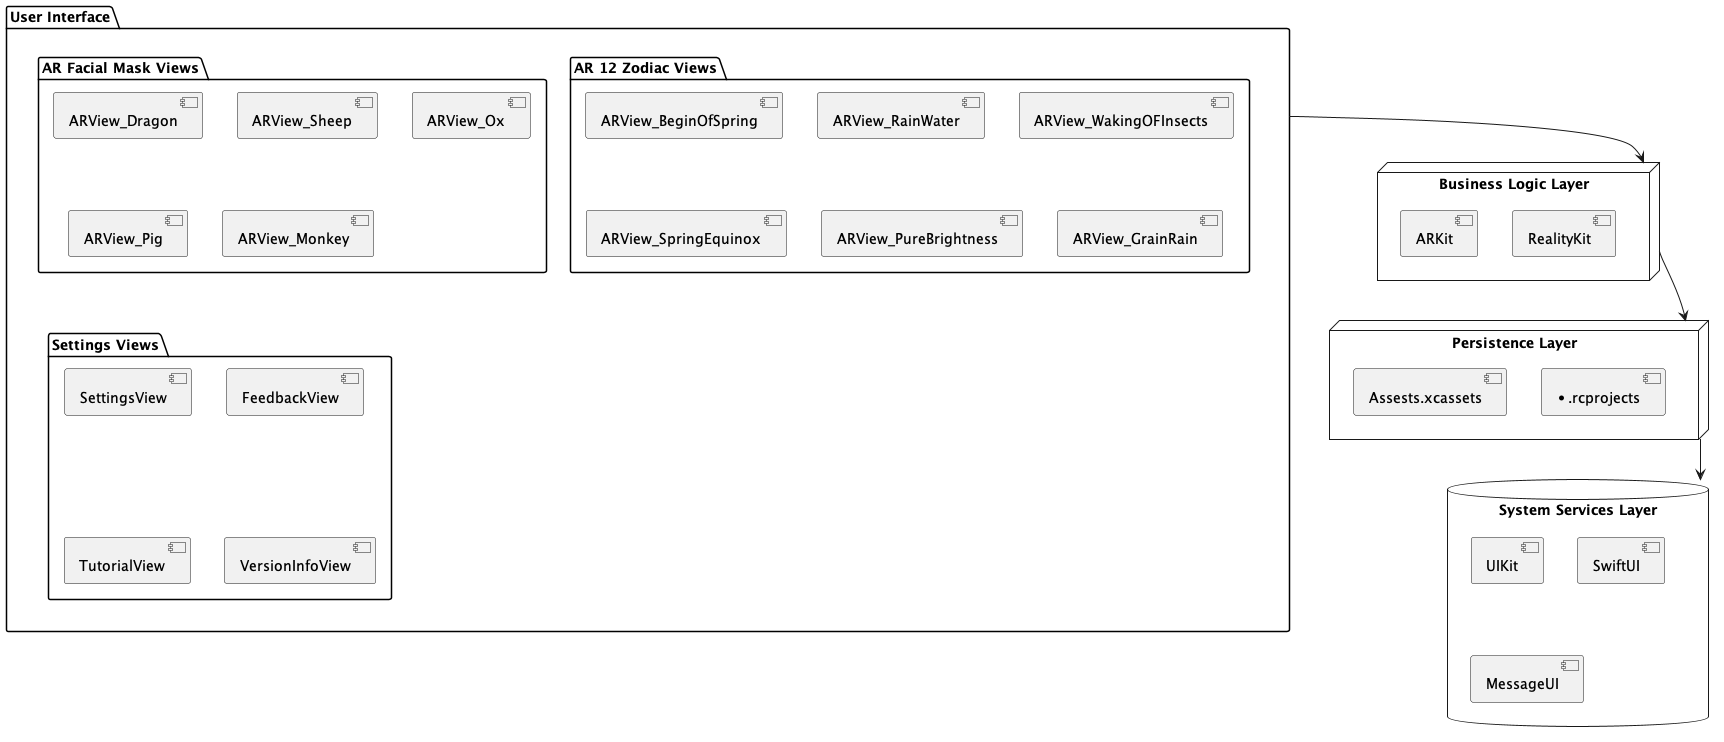 User Interface
AR Facial Mask Views
ARView_Dragon
ARView_Sheep
ARView_Ox
ARView_Pig
ARView_Monkey
AR 12 Zodiac Views
ARView_BeginOfSpring
ARView_RainWater
ARView_WakingOFInsects
ARView_SpringEquinox
ARView_PureBrightness
ARView_GrainRain
Settings Views
SettingsView
FeedbackView
TutorialView
VersionInfoView
Business Logic Layer
ARKit
RealityKit
Persistence Layer
Assests.xcassets
•.rcprojects
System Services Layer
UIKit
SwiftUI
MessageUI